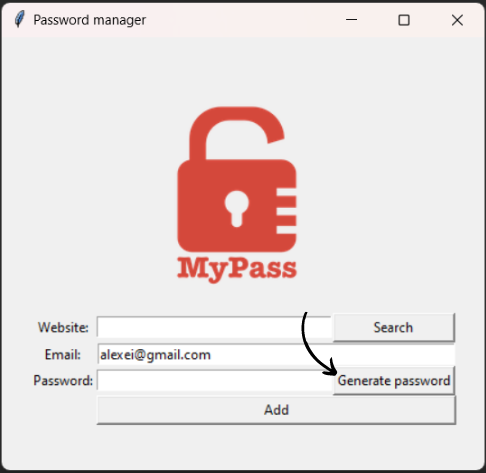 Password manager
MyPass
Website: Search
Email: alexei@gmail.com
Password: Generate password
Add